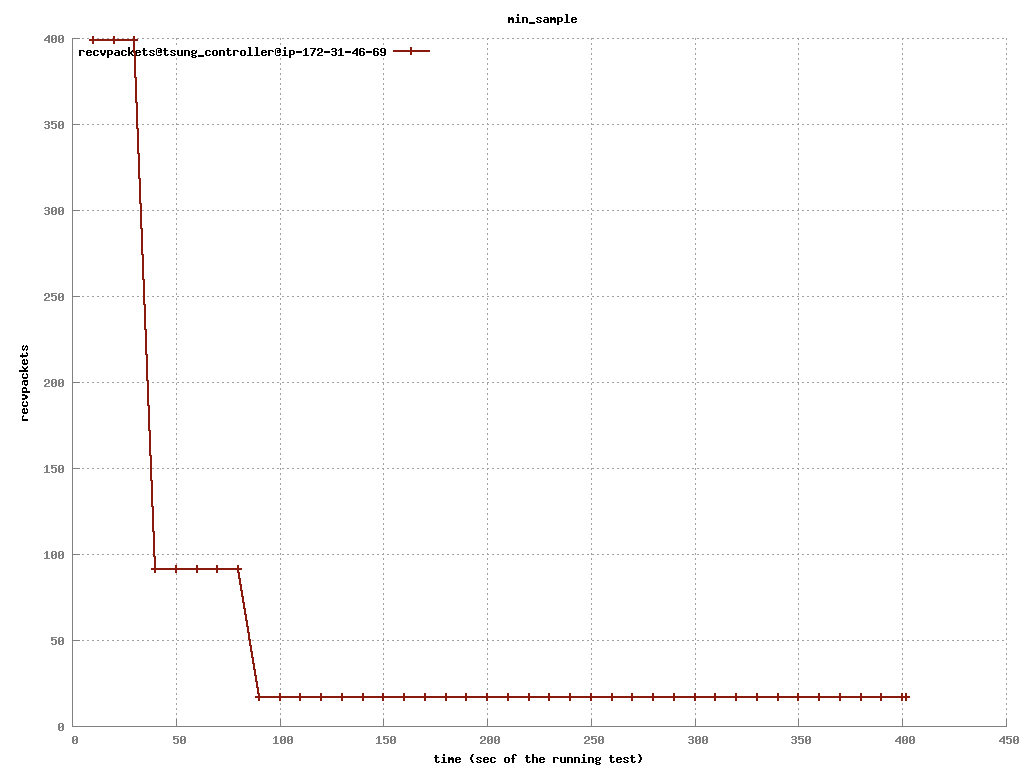 min_sample
400
recvpackets@tsung_controller@ip-172-31-46-69
350
300
250
200
150
100
50
0
recvpackets
0 50 100 150 200 250 300 350 400 450
time (sec of the running test)